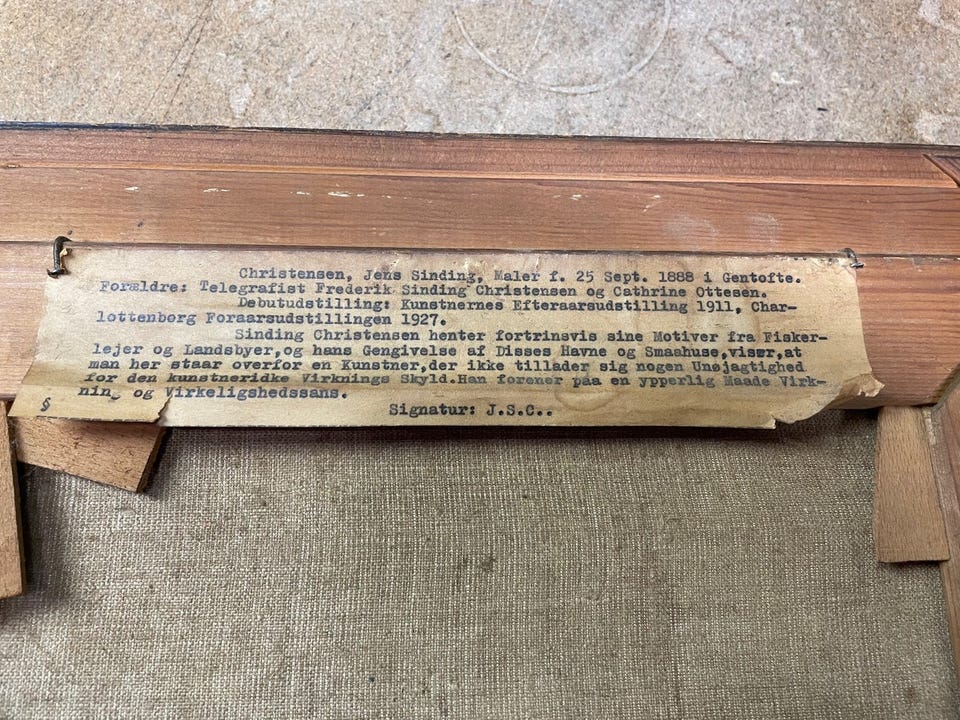 Christensen, Jens Sinding, Maler f. 25 Sept. 1888 i Gentofte.
Forældre: Telegrafist Frederik Sinding Christensen og Cathrine Ottesen.
Debutudstilling: Kunstnernes Efteraarsudstilling 1911, Char-
lottenborg Foraarsudstillingen 1927.
Sinding Christensen henter fortrinsvis sine Motiver fra Fisker-
lejer og Landsbyer,og hans Gengivelse af Disses Havne og Smaahuse,visær,at
man her staar overfor en Kunstner,der ikke tillader sig nogen Unøjagtighed
for den kunstneridke Virknings Skyld.Han forener paa en ypperlig Maade Virk-
ning og Virkeligshedssans.
§
Signatur: J.S.C..